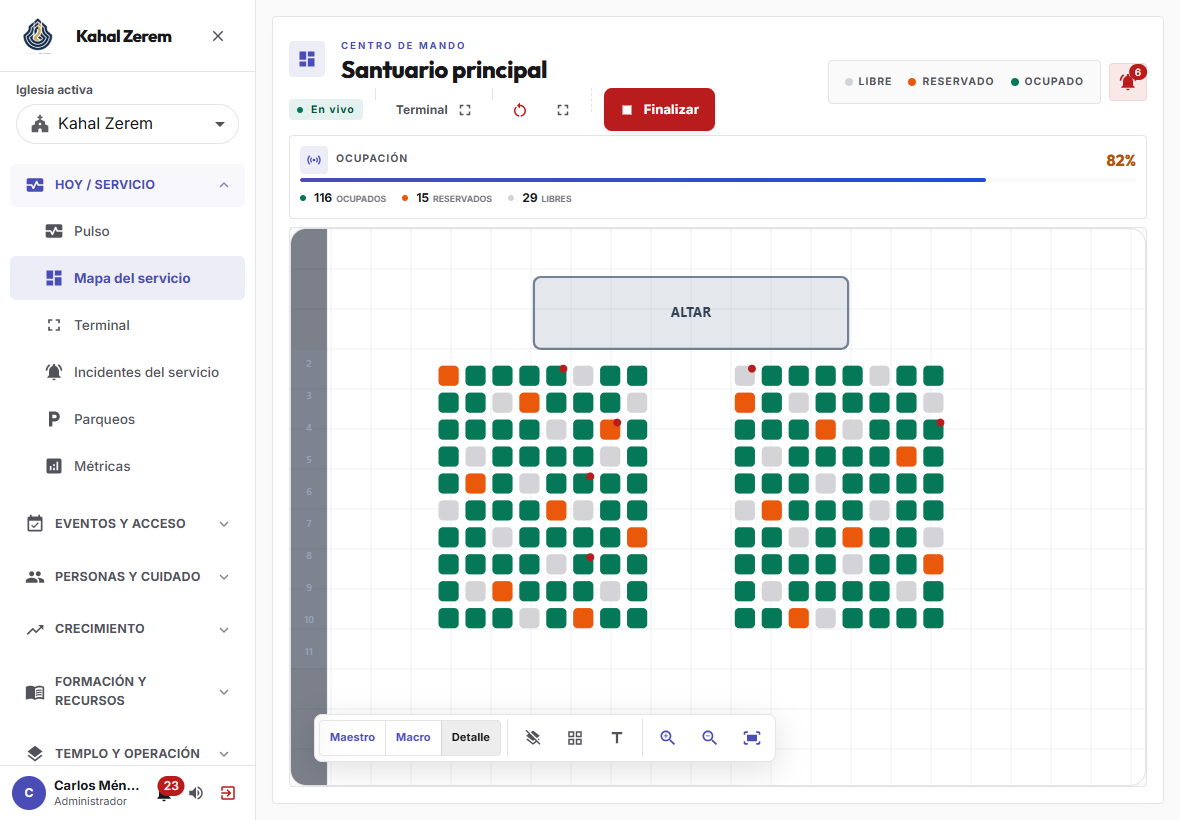 Kahal Zerem
Iglesia activa
Kahal Zerem
HOY / SERVICIO
Pulso
Mapa del servicio
Terminal
Incidentes del servicio
Parqueos
Métricas
EVENTOS Y ACCESO
PERSONAS Y CUIDADO
CRECIMIENTO
FORMACIÓN Y
RECURSOS
TEMPLO Y OPERACIÓN
C
Carlos Mén...
Administrador
23
CENTRO DE MANDO
Santuario principal
En vivo
Terminal
Finalizar
LIBRE RESERVADO OCUPADO
6
OCUPACIÓN
82%
116 OCUPADOS 15 RESERVADOS 29 LIBRES
ALTAR
2
3
4
5
6
7
8
9
10
11
Maestro Macro Detalle
T